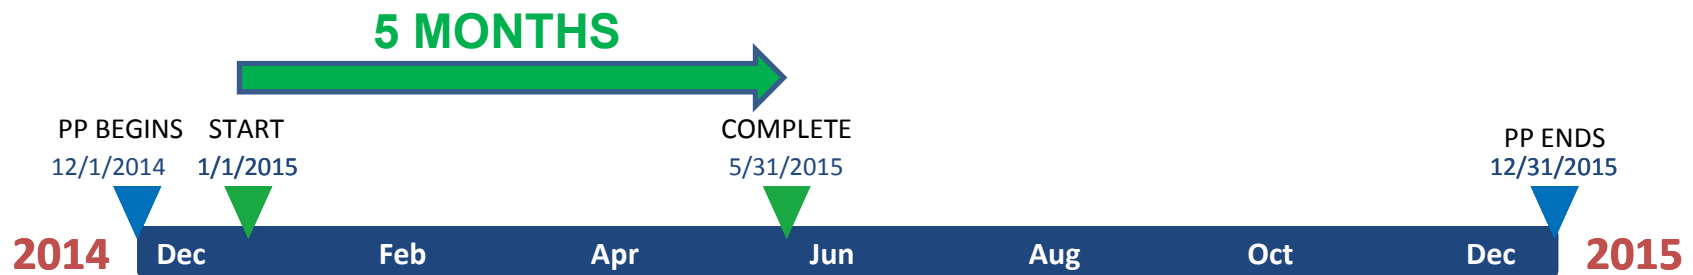 5 MONTHS
PP BEGINS START COMPLETE PP ENDS
12/1/2014 1/1/2015 5/31/2015 12/31/2015
2014 Dec Feb Apr Jun Aug Oct Dec 2015